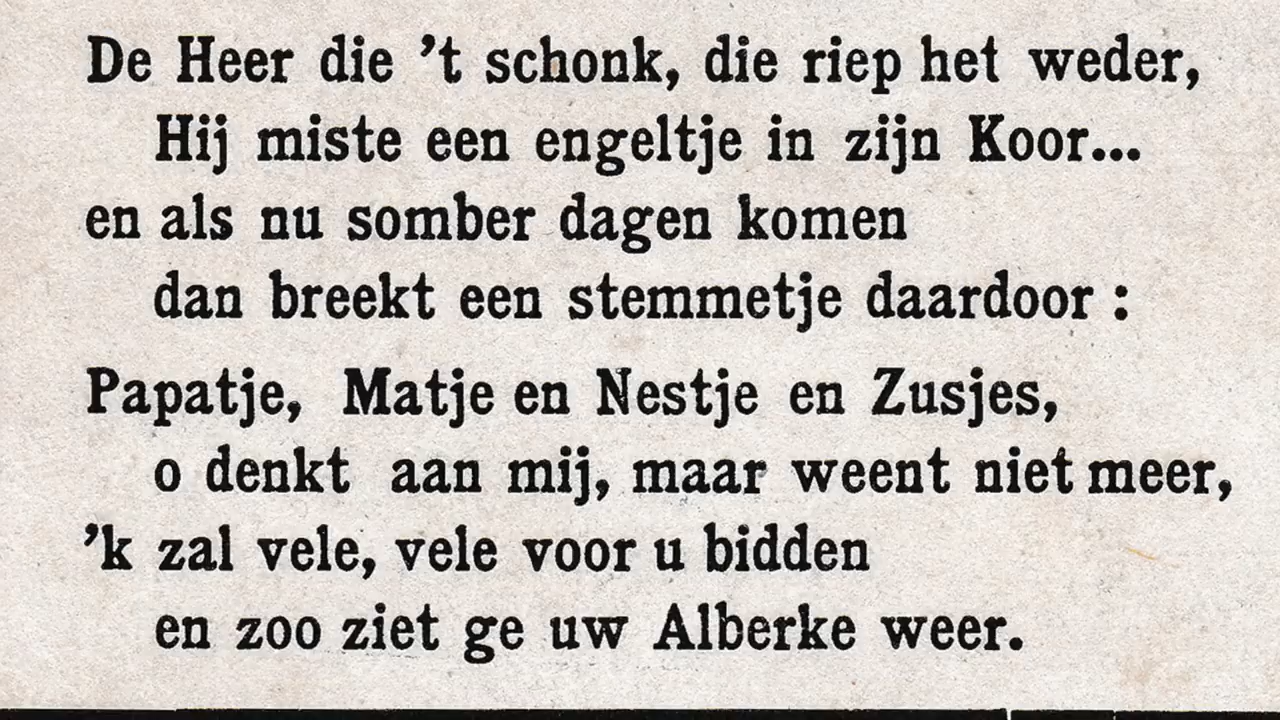 De Heer die ’t schonk, die riep het weder,
Hij miste een engeltje in zijn Koor...
en als nu somber dagen komen
dan breekt een stemmetje daardoor :
Papatje, Matje en Nestje en Zusjes,
o denkt aan mij, maar weent niet meer,
’k zal vele, vele voor u bidden
en zoo ziet ge uw Alberke weer.